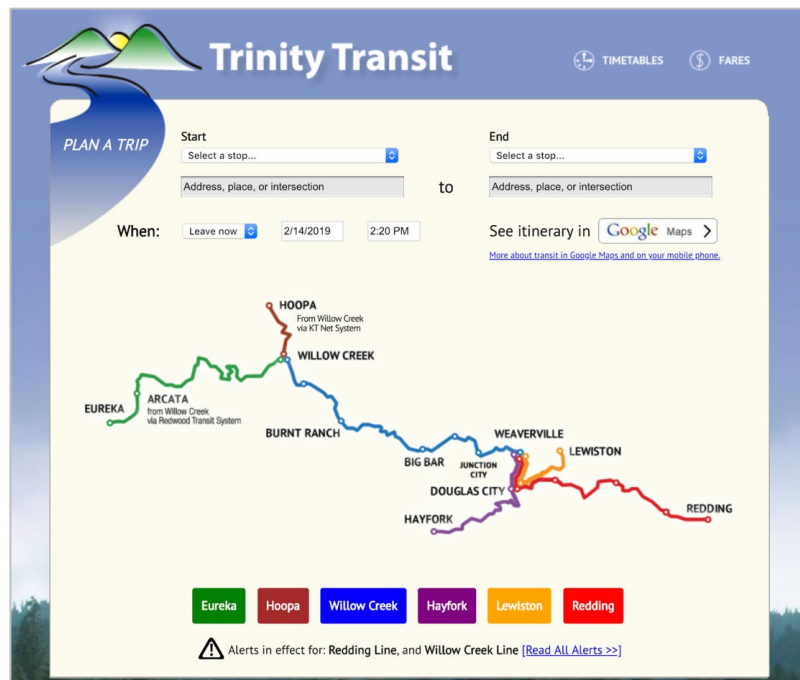 Trinity Transit
TIMETABLES
FARES
PLAN A TRIP
Start
Select a stop...
Address, place, or intersection
to
End
Select a stop...
Address, place, or intersection
When:
Leave now
2/14/2019
2:20 PM
See itinerary in
Google Maps
More about transit in Google Maps and on your mobile phone.
HOOPA
From Willow Creek
via KT Net System
WILLOW CREEK
EUREKA
ARCATA
from Willow Creek
via Redwood Transit System
BURNT RANCH
BIG BAR
JUNCTION
CITY
WEAVERVILLE
LEWISTON
DOUGLAS CITY
HAYFORK
REDDING
Eureka
Hoopa
Willow Creek
Hayfork
Lewiston
Redding
Alerts in effect for: Redding Line, and Willow Creek Line [Read All Alerts >>]